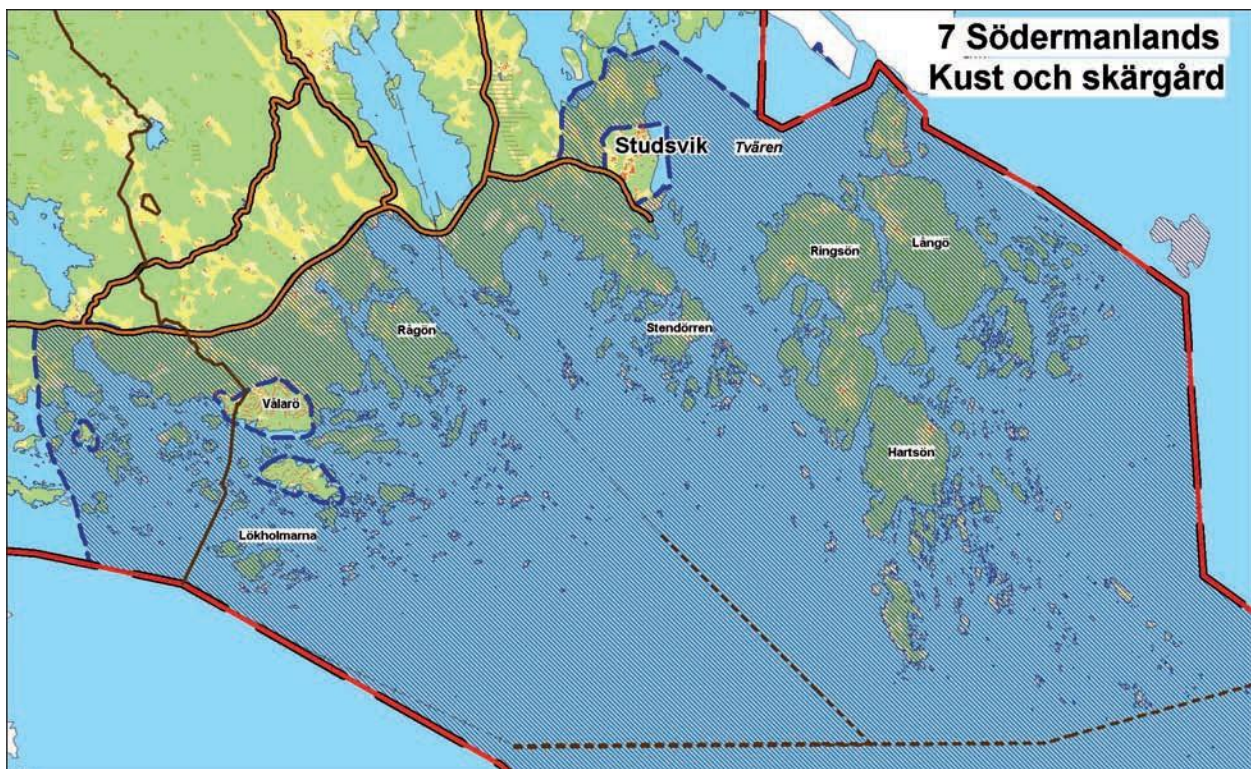 7 Södermanlands
Kust och skärgård
Studsvik
Tvären
Ringsön
Långö
Rågön
Stendörren
Vålarö
Hartsön
Lökholmarna